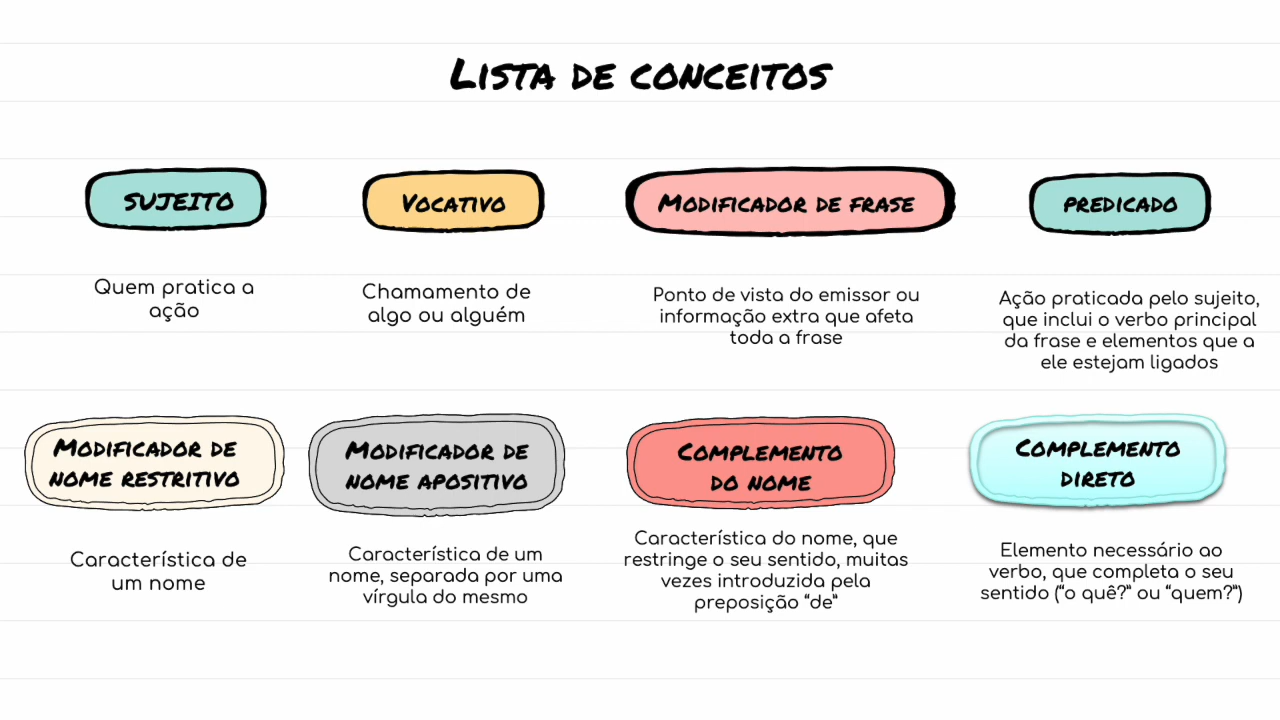 LISTA DE CONCEITOS
SUJEITO
Quem pratica a
ação
VOCATIVO
Chamamento de
algo ou alguém
MODIFICADOR DE FRASE
Ponto de vista do emissor ou
informação extra que afeta
toda a frase
PREDICADO
Ação praticada pelo sujeito,
que inclui o verbo principal
da frase e elementos que a
ele estejam ligados
MODIFICADOR DE
NOME RESTRITIVO
Característica de
um nome
MODIFICADOR DE
NOME APOSITIVO
Característica de um
nome, separada por uma
vírgula do mesmo
COMPLEMENTO
DO NOME
Característica do nome, que
restringe o seu sentido, muitas
vezes introduzida pela
preposição “de”
COMPLEMENTO
DIRETO
Elemento necessário ao
verbo, que completa o seu
sentido (“o quê?” ou “quem?”)